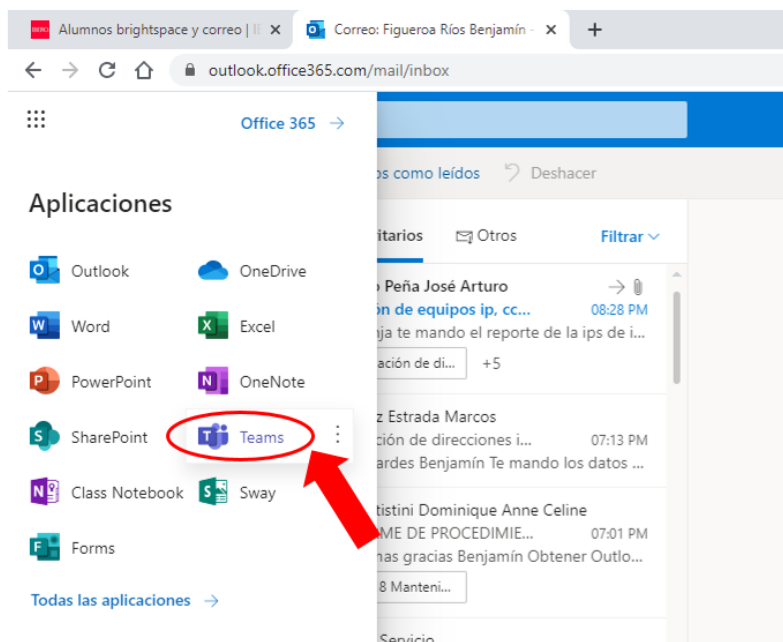 Alumnos brightspace y correo | IE
Correo: Figueroa Ríos Benjamín -
outlook.office365.com/mail/inbox
Office 365
Aplicaciones
Outlook
OneDrive
Word
Excel
PowerPoint
OneNote
SharePoint
Teams
Class Notebook
Sway
Forms
Todas las aplicaciones
os como leídos Deshacer
itarios Otros Filtrar
Peña José Arturo
ón de equipos ip, cc... 08:28 PM
nja te mando el reporte de la ips de i...
ación de di... +5
z Estrada Marcos
ción de direcciones i... 07:13 PM
ardes Benjamín Te mando los datos ...
tistini Dominique Anne Celine
ME DE PROCEDIMIE... 07:01 PM
nas gracias Benjamín Obtener Outlo...
8 Manteni...
Servicio